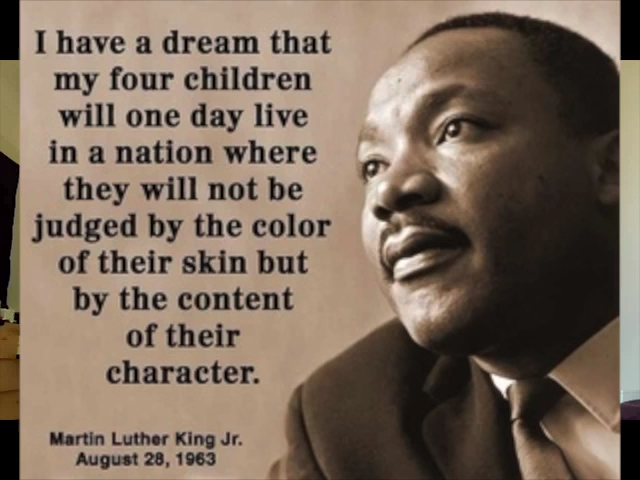 I have a dream that
my four children
will one day live
in a nation where
they will not be
judged by the color
of their skin but
by the content
of their
character.
Martin Luther King Jr.
August 28, 1963